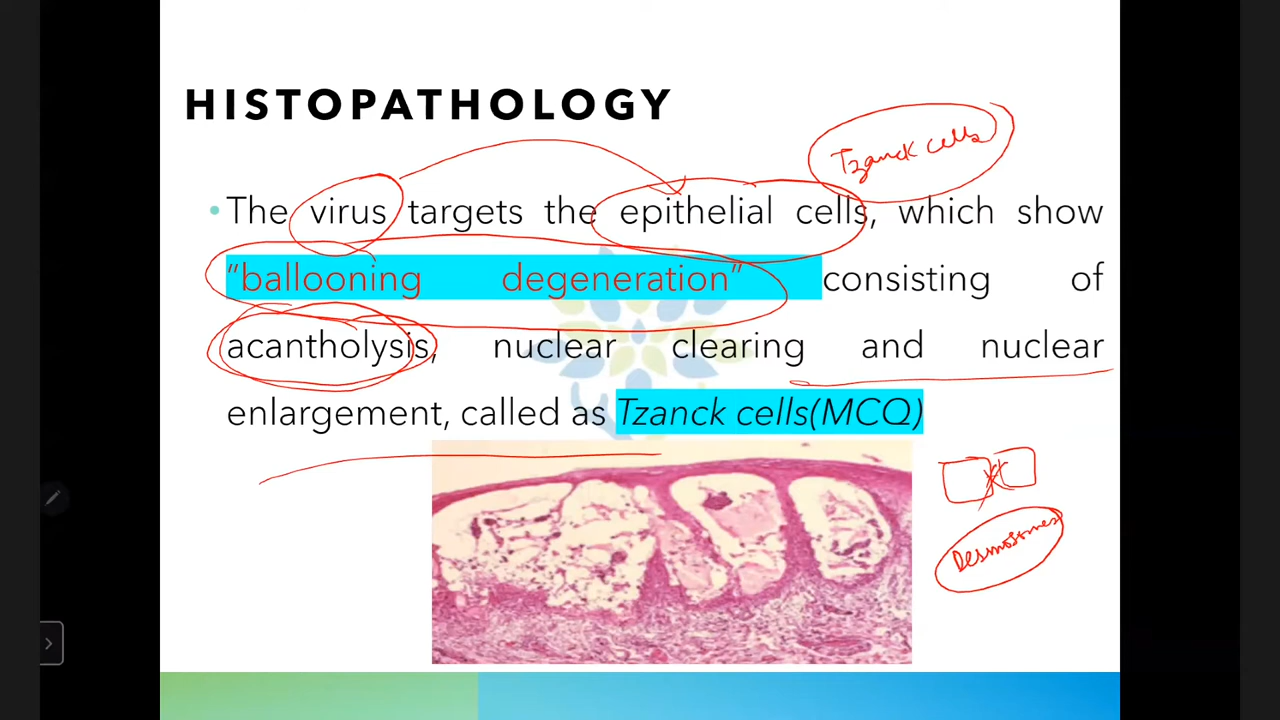 HISTOPATHOLOGY
Tzanck cells
• The virus targets the epithelial cells, which show
"ballooning degeneration" consisting of
acantholysis, nuclear clearing and nuclear
enlargement, called as Tzanck cells(MCQ)
Desmosomes